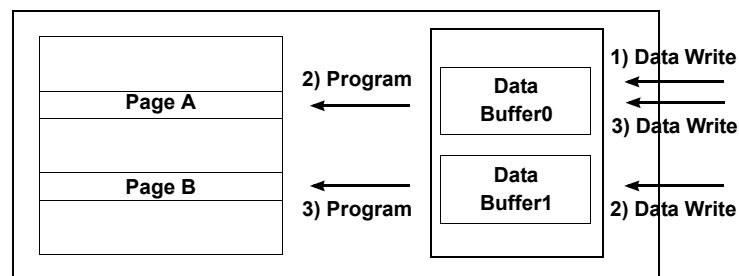 1) Data Write
2) Program
Data
Buffer0
Page A
3) Data Write
Data
Buffer1
Page B
3) Program
2) Data Write